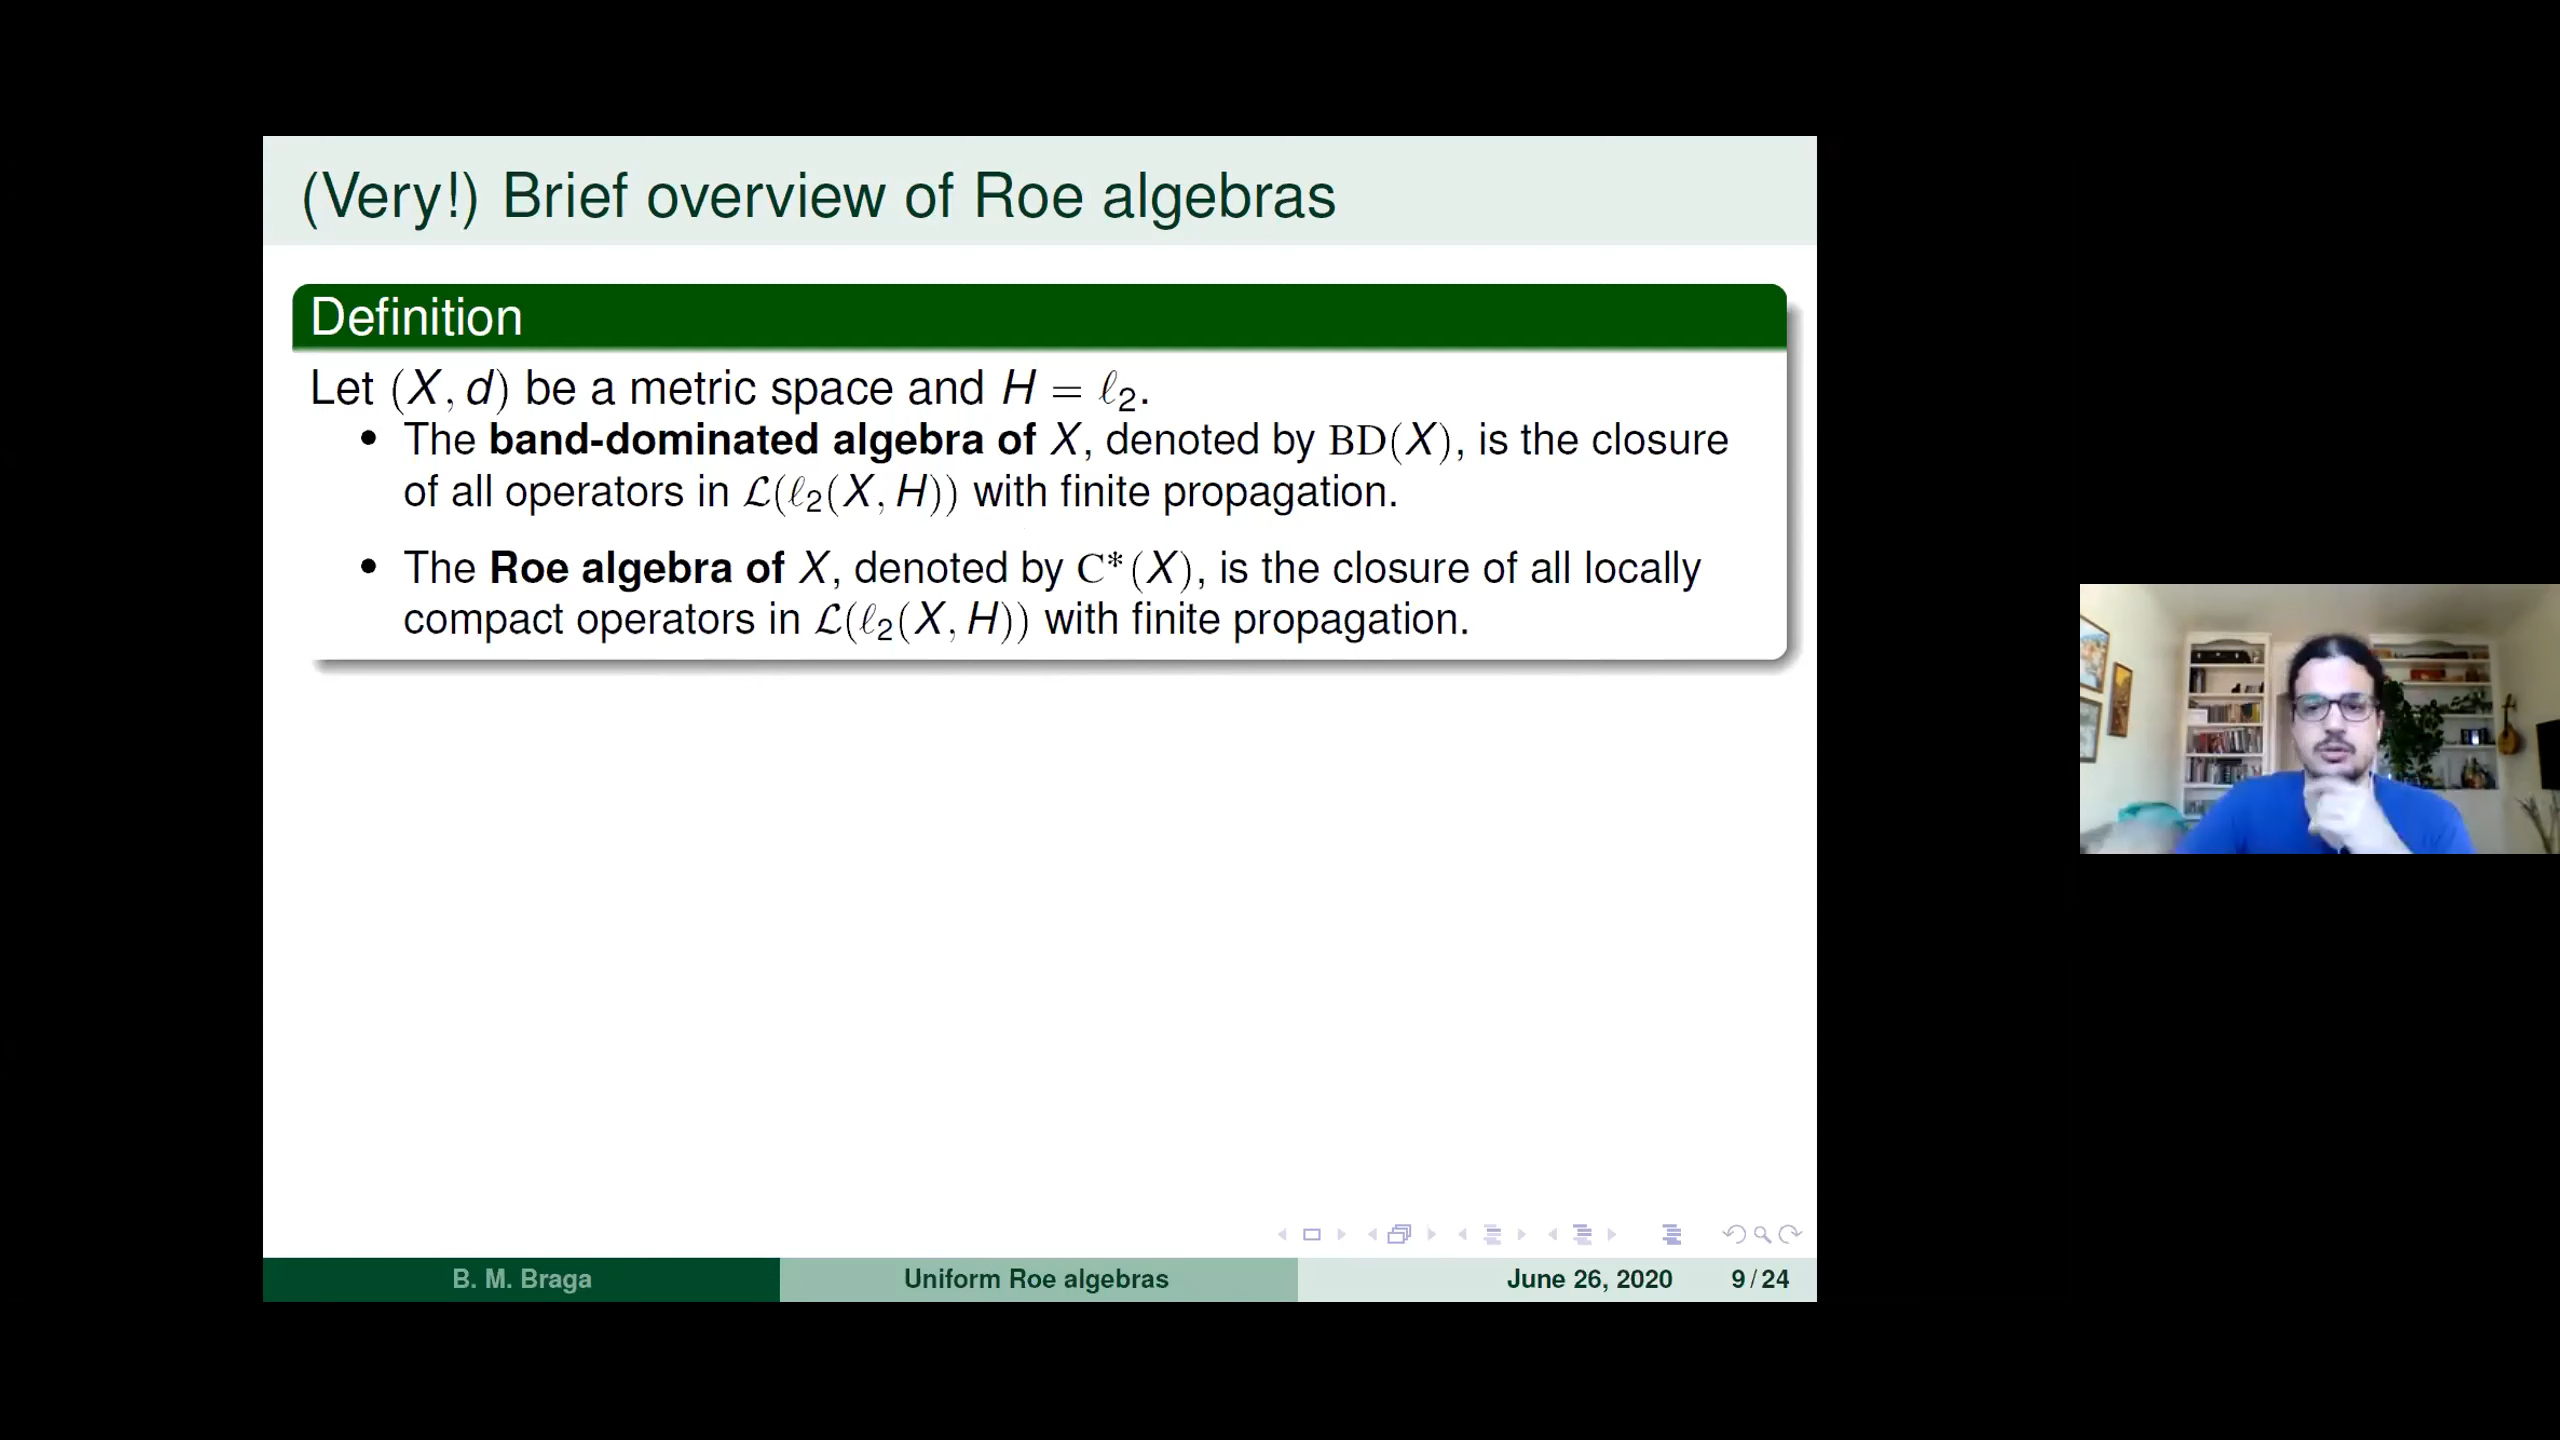 (Very!) Brief overview of Roe algebras
Definition
Let (X, d) be a metric space and H = ℓ₂.
• The band-dominated algebra of X, denoted by BD(X), is the closure
of all operators in ℒ(ℓ₂(X, H)) with finite propagation.
• The Roe algebra of X, denoted by C*(X), is the closure of all locally
compact operators in ℒ(ℓ₂(X, H)) with finite propagation.
B. M. Braga Uniform Roe algebras June 26, 2020 9 / 24